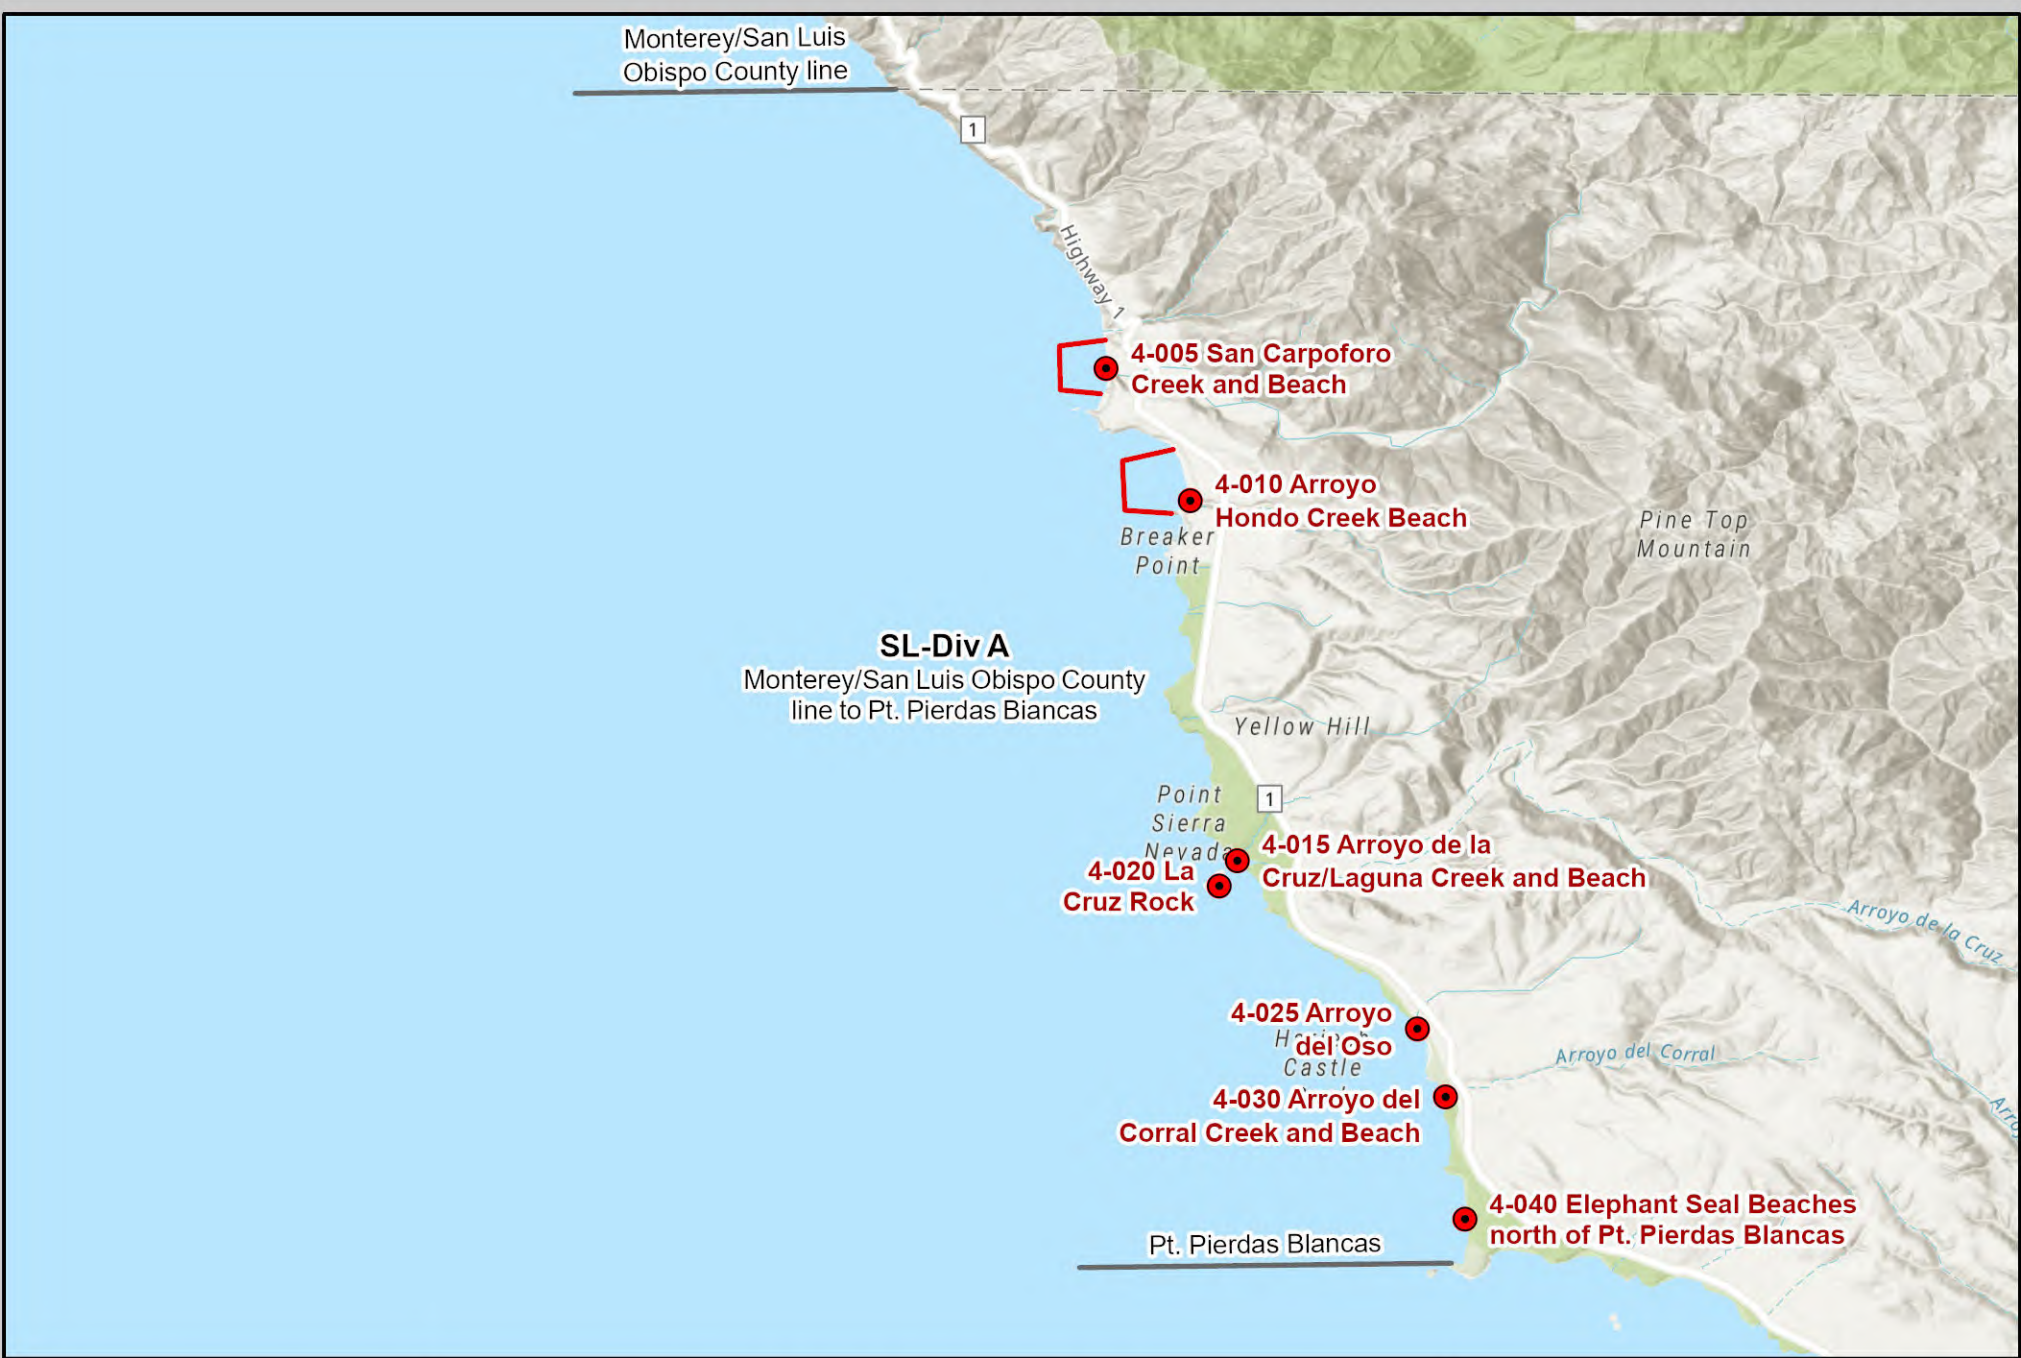 Monterey/San Luis
Obispo County line
1
Highway 1
4-005 San Carpoforo
Creek and Beach
4-010 Arroyo
Hondo Creek Beach
Breaker
Point
Pine Top
Mountain
SL-Div A
Monterey/San Luis Obispo County
line to Pt. Pierdas Biancas
Yellow Hill
Point
Sierra
Nevada
1
4-015 Arroyo de la
Cruz/Laguna Creek and Beach
4-020 La
Cruz Rock
Arroyo de la Cruz
4-025 Arroyo
del Oso
Castle
Arroyo del Corral
4-030 Arroyo del
Corral Creek and Beach
4-040 Elephant Seal Beaches
north of Pt. Pierdas Blancas
Pt. Pierdas Blancas